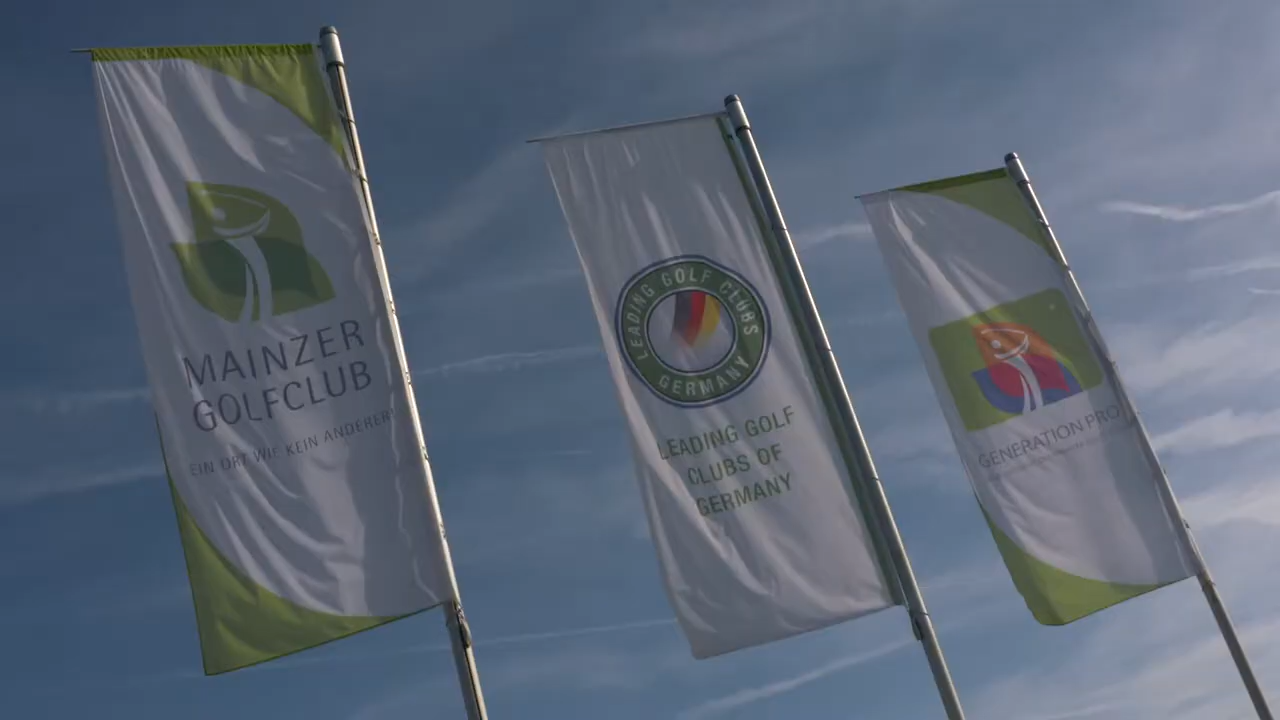 MAINZER
GOLFCLUB
EIN ORT WIE KEIN ANDERER!
LEADING GOLF CLUBS
GERMANY
LEADING GOLF
CLUBS OF
GERMANY
GENERATION PRO